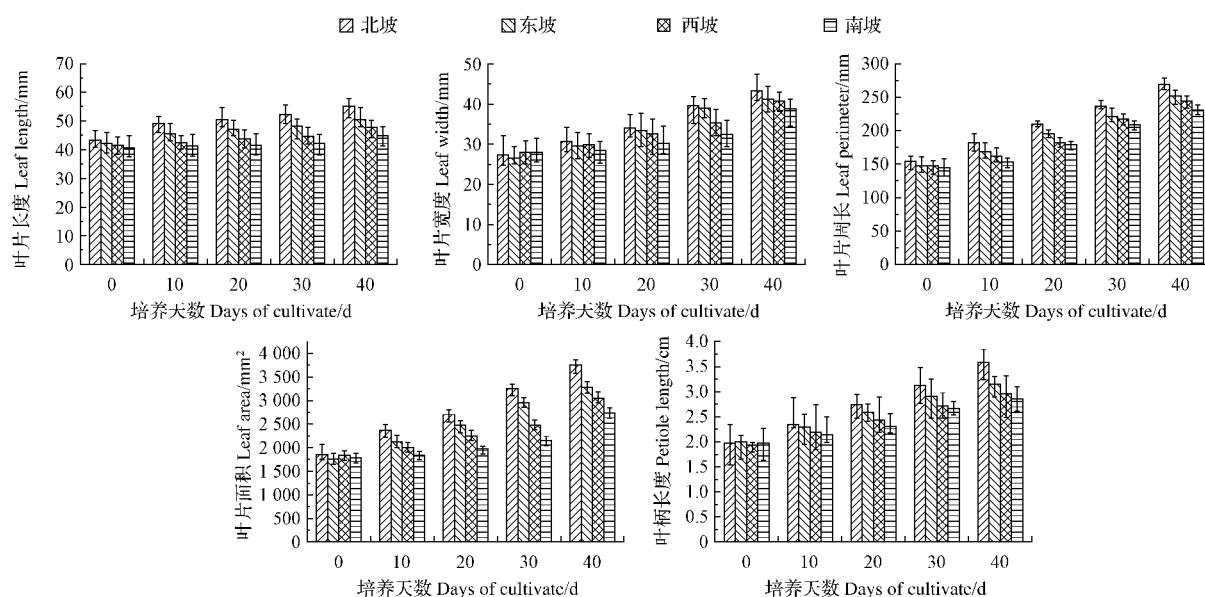 北坡 东坡 西坡 南坡
叶片长度 Leaf length/mm
70
60
50
40
30
20
10
0
0 10 20 30 40
培养天数 Days of cultivate/d
叶片宽度 Leaf width/mm
50
40
30
20
10
0
0 10 20 30 40
培养天数 Days of cultivate/d
叶片周长 Leaf perimeter/mm
300
250
200
150
100
50
0
0 10 20 30 40
培养天数 Days of cultivate/d
叶片面积 Leaf area/mm²
4 000
3 500
3 000
2 500
2 000
1 500
1 000
500
0
0 10 20 30 40
培养天数 Days of cultivate/d
叶柄长度 Petiole length/cm
4.0
3.5
3.0
2.5
2.0
1.5
1.0
0.5
0
0 10 20 30 40
培养天数 Days of cultivate/d